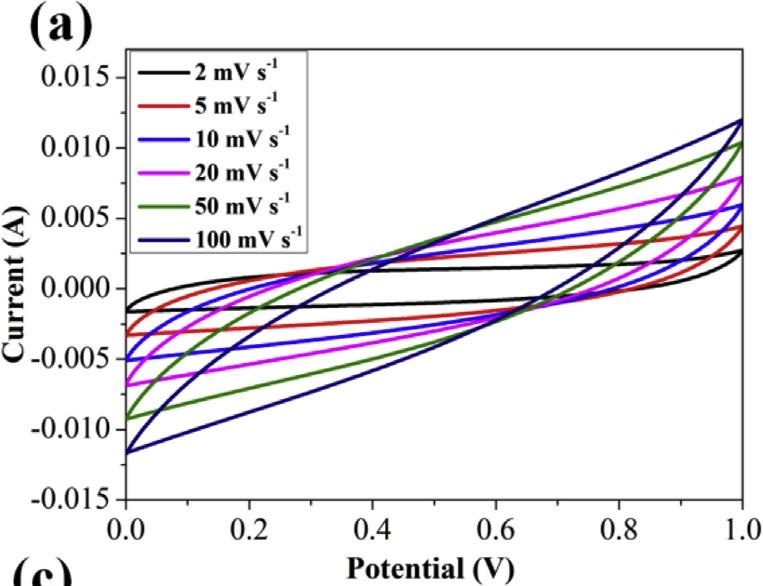 (a)
2 mV s⁻¹
5 mV s⁻¹
10 mV s⁻¹
20 mV s⁻¹
50 mV s⁻¹
100 mV s⁻¹
0.015
0.010
0.005
0.000
-0.005
-0.010
-0.015
Current (A)
0.0 0.2 0.4 0.6 0.8 1.0
Potential (V)
(c)